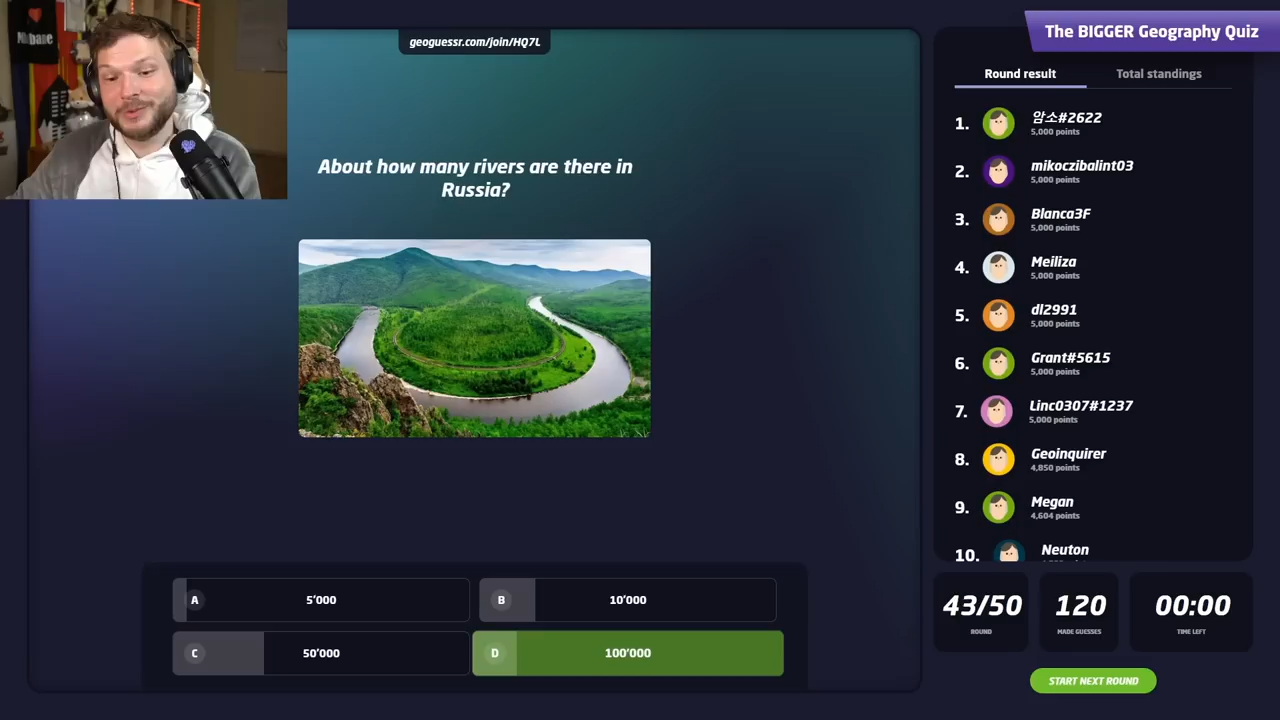 geoguessr.com/join/HQ7L
The BIGGER Geography Quiz
About how many rivers are there in
Russia?
A
5’000
B
10’000
C
50’000
D
100’000
Round result
Total standings
1.
암소#2622
5,000 points
2.
mikoczibalint03
5,000 points
3.
Blanca3F
5,000 points
4.
Meiliza
5,000 points
5.
dl2991
5,000 points
6.
Grant#5615
5,000 points
7.
Linc0307#1237
5,000 points
8.
Geoinquirer
4,850 points
9.
Megan
4,604 points
10.
Neuton
43/50
ROUND
120
MADE GUESSES
00:00
TIME LEFT
START NEXT ROUND